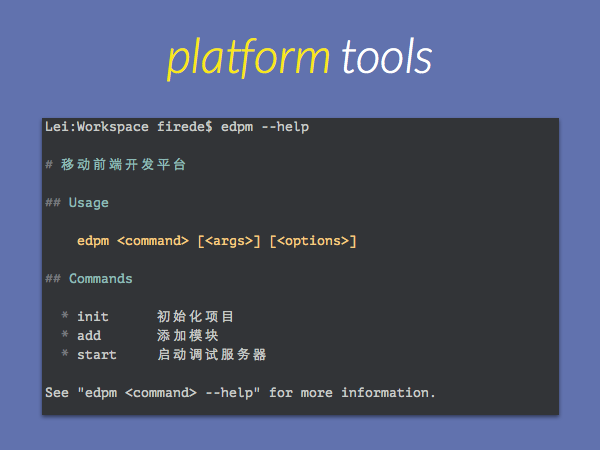 platform tools
Lei:Workspace firede$ edpm --help
# 移动前端开发平台
## Usage
edpm <command> [<args>] [<options>]
## Commands
* init 初始化项目
* add 添加模块
* start 启动调试服务器
See "edpm <command> --help" for more information.